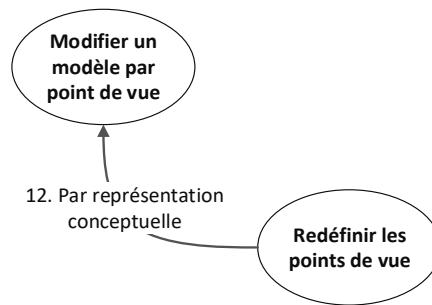 Modifier un
modèle par
point de vue
12. Par représentation
conceptuelle
Redéfinir les
points de vue